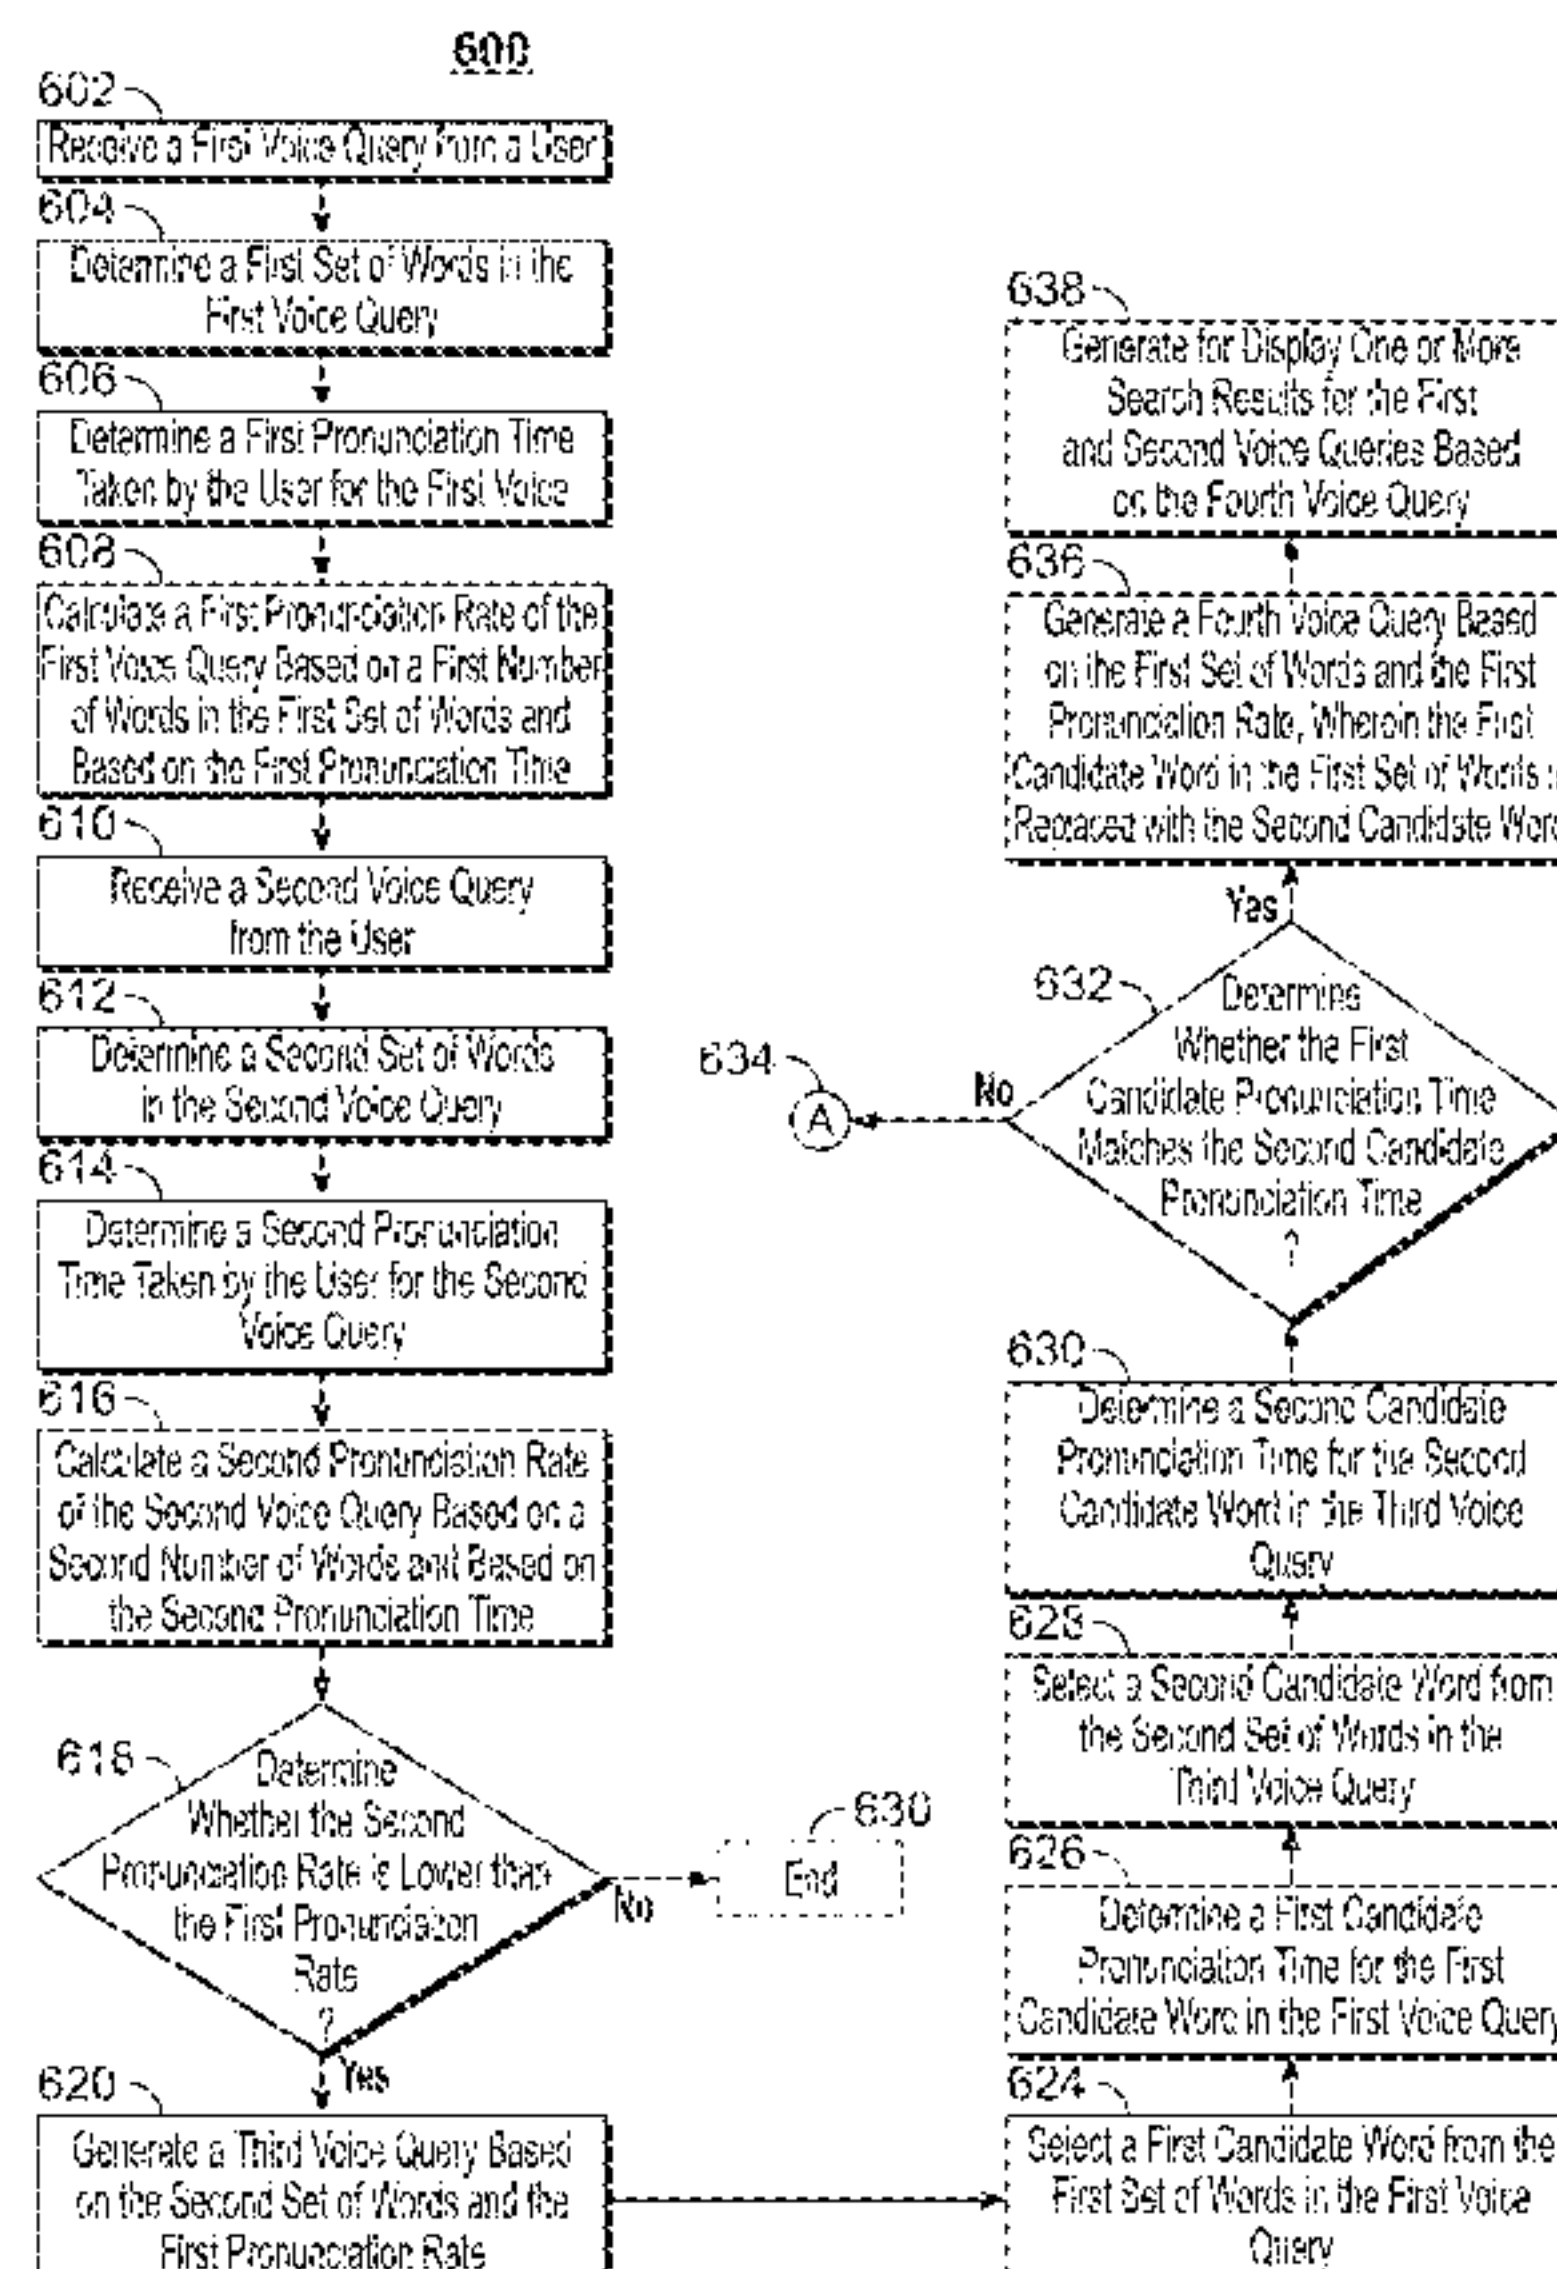 600
602
Receive a First Voice Query from a User
604
Determine a First Set of Words in the
First Voice Query
606
Determine a First Pronunciation Time
Taken by the User for the First Voice
608
Calculate a First Pronunciation Rate of the
First Voice Query Based on a First Number
of Words in the First Set of Words and
Based on the First Pronunciation Time
610
Receive a Second Voice Query
from the User
612
Determine a Second Set of Words
in the Second Voice Query
614
Determine a Second Pronunciation
Time Taken by the User for the Second
Voice Query
616
Calculate a Second Pronunciation Rate
of the Second Voice Query Based on a
Second Number of Words and Based on
the Second Pronunciation Time
618
Determine
Whether the Second
Pronunciation Rate is Lower than
the First Pronunciation
Rate
?
No
630
End
Yes
620
Generate a Third Voice Query Based
on the Second Set of Words and the
First Pronunciation Rate
624
Select a First Candidate Word from the
First Set of Words in the First Voice
Query
626
Determine a First Candidate
Pronunciation Time for the First
Candidate Word in the First Voice Query
628
Select a Second Candidate Word from
the Second Set of Words in the
Third Voice Query
630
Determine a Second Candidate
Pronunciation Time for the Second
Candidate Word in the Third Voice
Query
632
Determine
Whether the First
Candidate Pronunciation Time
Matches the Second Candidate
Pronunciation Time
?
No
634
A
Yes
636
Generate a Fourth Voice Query Based
on the First Set of Words and the First
Pronunciation Rate, Wherein the First
Candidate Word in the First Set of Words
Replaced with the Second Candidate Word
638
Generate for Display One or More
Search Results for the First
and Second Voice Queries Based
on the Fourth Voice Query